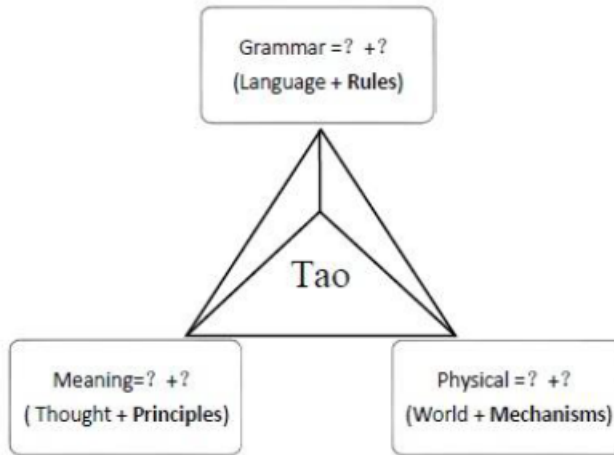 Grammar =？ +？
(Language + Rules)
Tao
Meaning=？ +？
( Thought + Principles)
Physical =？ +？
(World + Mechanisms)